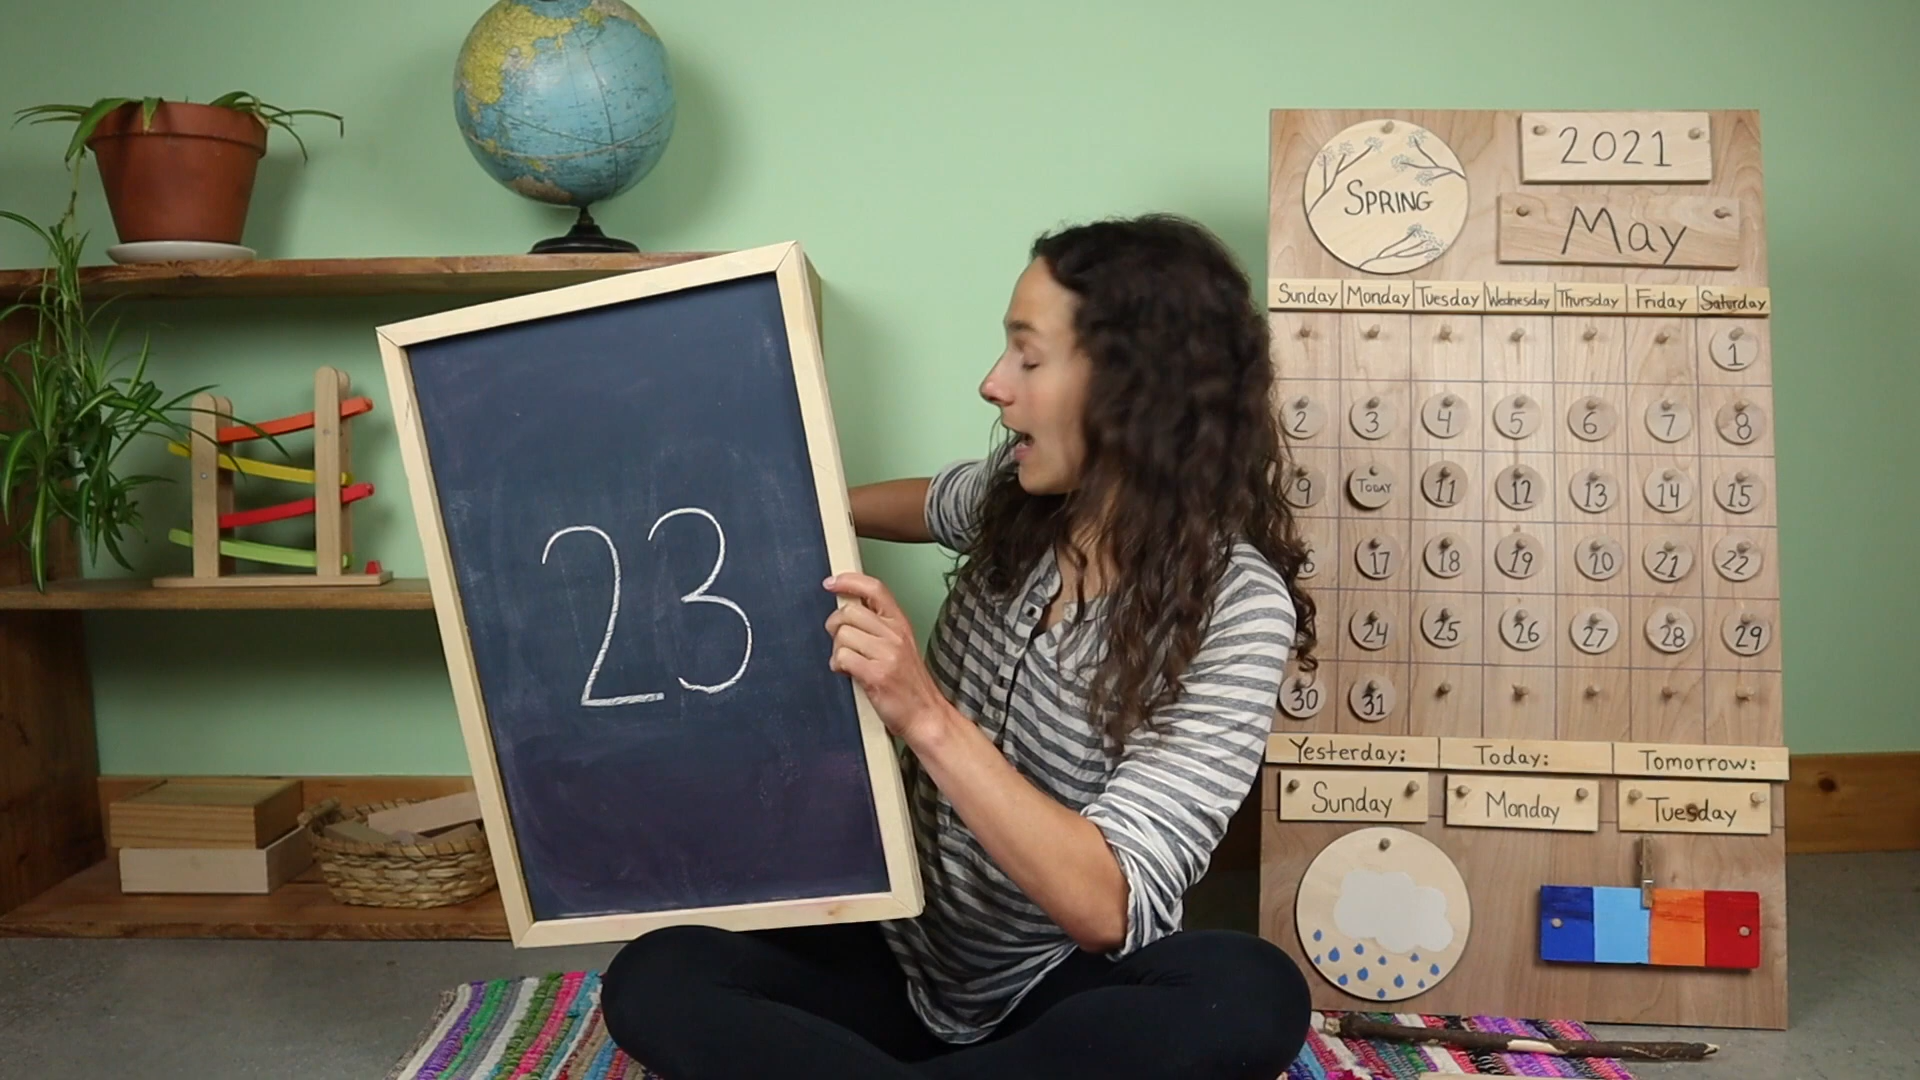 23
SPRING
2021
May
Sunday Monday Tuesday Wednesday Thursday Friday Saturday
1
2 3 4 5 6 7 8
9 TODAY 11 12 13 14 15
6 17 18 19 20 21 22
24 25 26 27 28 29
30 31
Yesterday: Today: Tomorrow:
Sunday Monday Tuesday